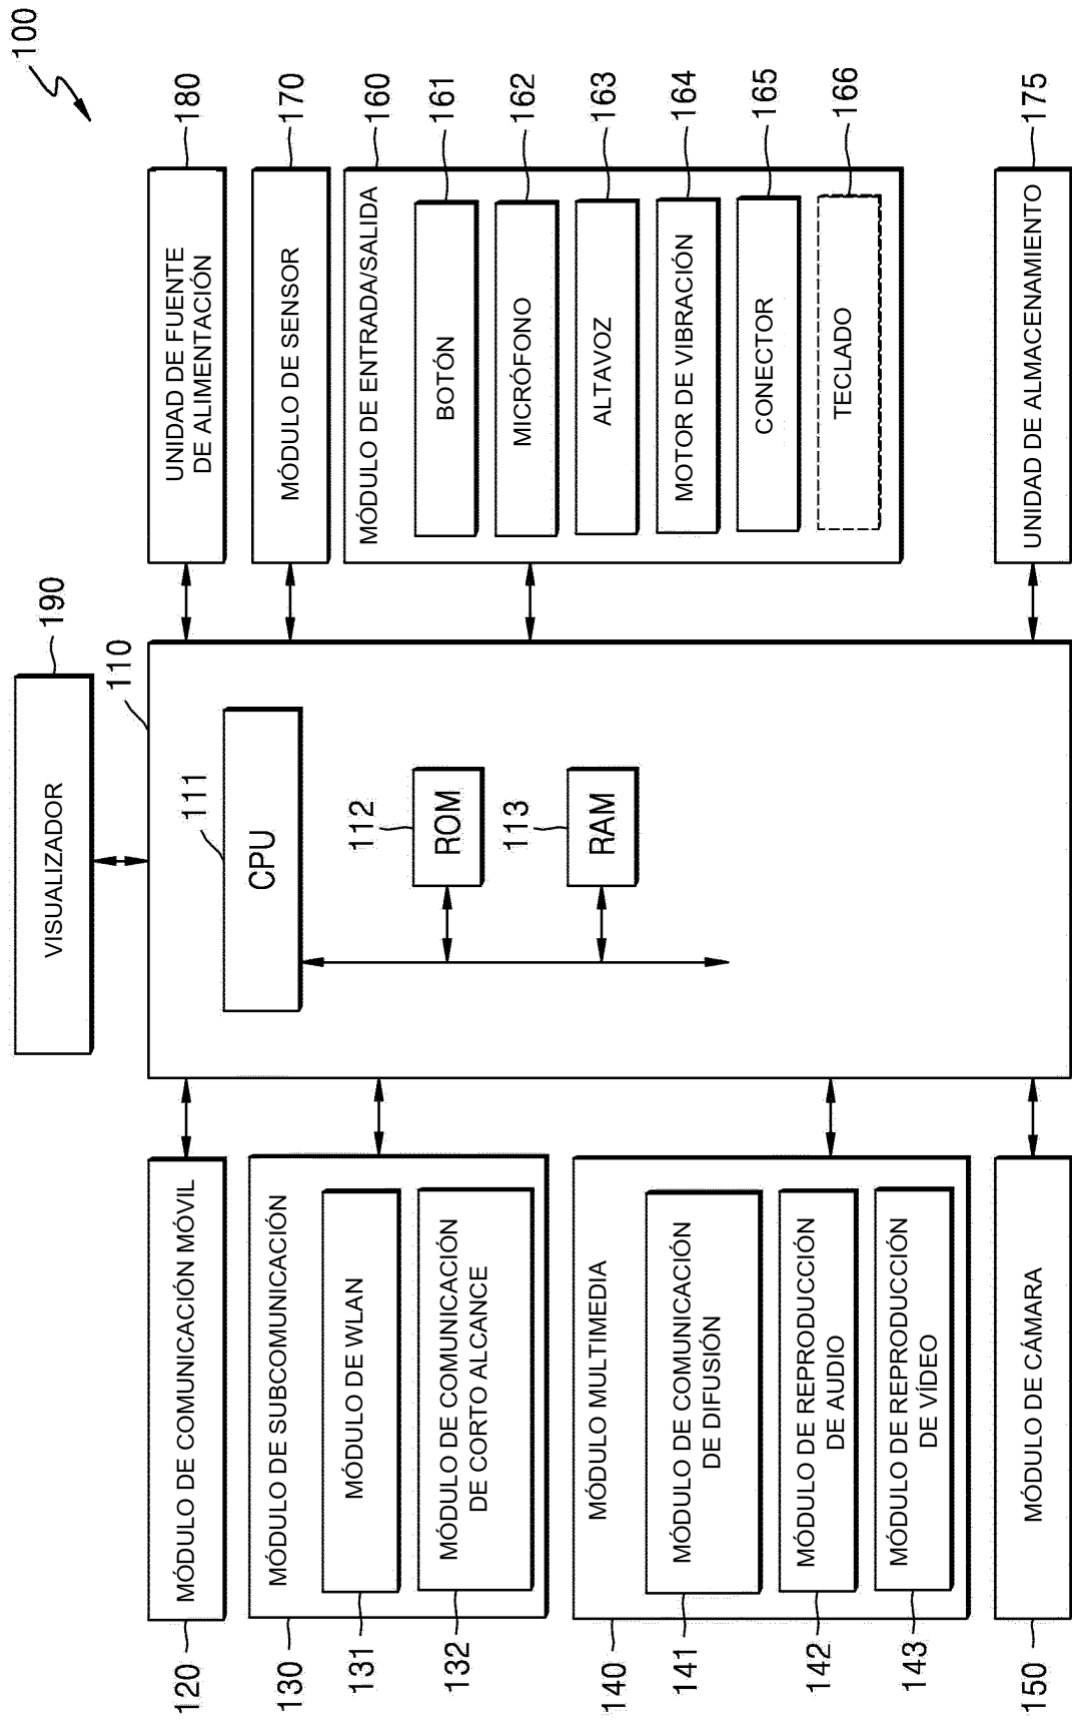 100
VISUALIZADOR
190
120
MÓDULO DE COMUNICACIÓN MÓVIL
130
MÓDULO DE SUBCOMUNICACIÓN
131
MÓDULO DE WLAN
132
MÓDULO DE COMUNICACIÓN
DE CORTO ALCANCE
140
MÓDULO MULTIMEDIA
141
MÓDULO DE COMUNICACIÓN
DE DIFUSIÓN
142
MÓDULO DE REPRODUCCIÓN
DE AUDIO
143
MÓDULO DE REPRODUCCIÓN
DE VÍDEO
150
MÓDULO DE CÁMARA
110
111
CPU
112
ROM
113
RAM
UNIDAD DE FUENTE
DE ALIMENTACIÓN
180
MÓDULO DE SENSOR
170
MÓDULO DE ENTRADA/SALIDA
160
BOTÓN
161
MICRÓFONO
162
ALTAVOZ
163
MOTOR DE VIBRACIÓN
164
CONECTOR
165
TECLADO
166
UNIDAD DE ALMACENAMIENTO
175